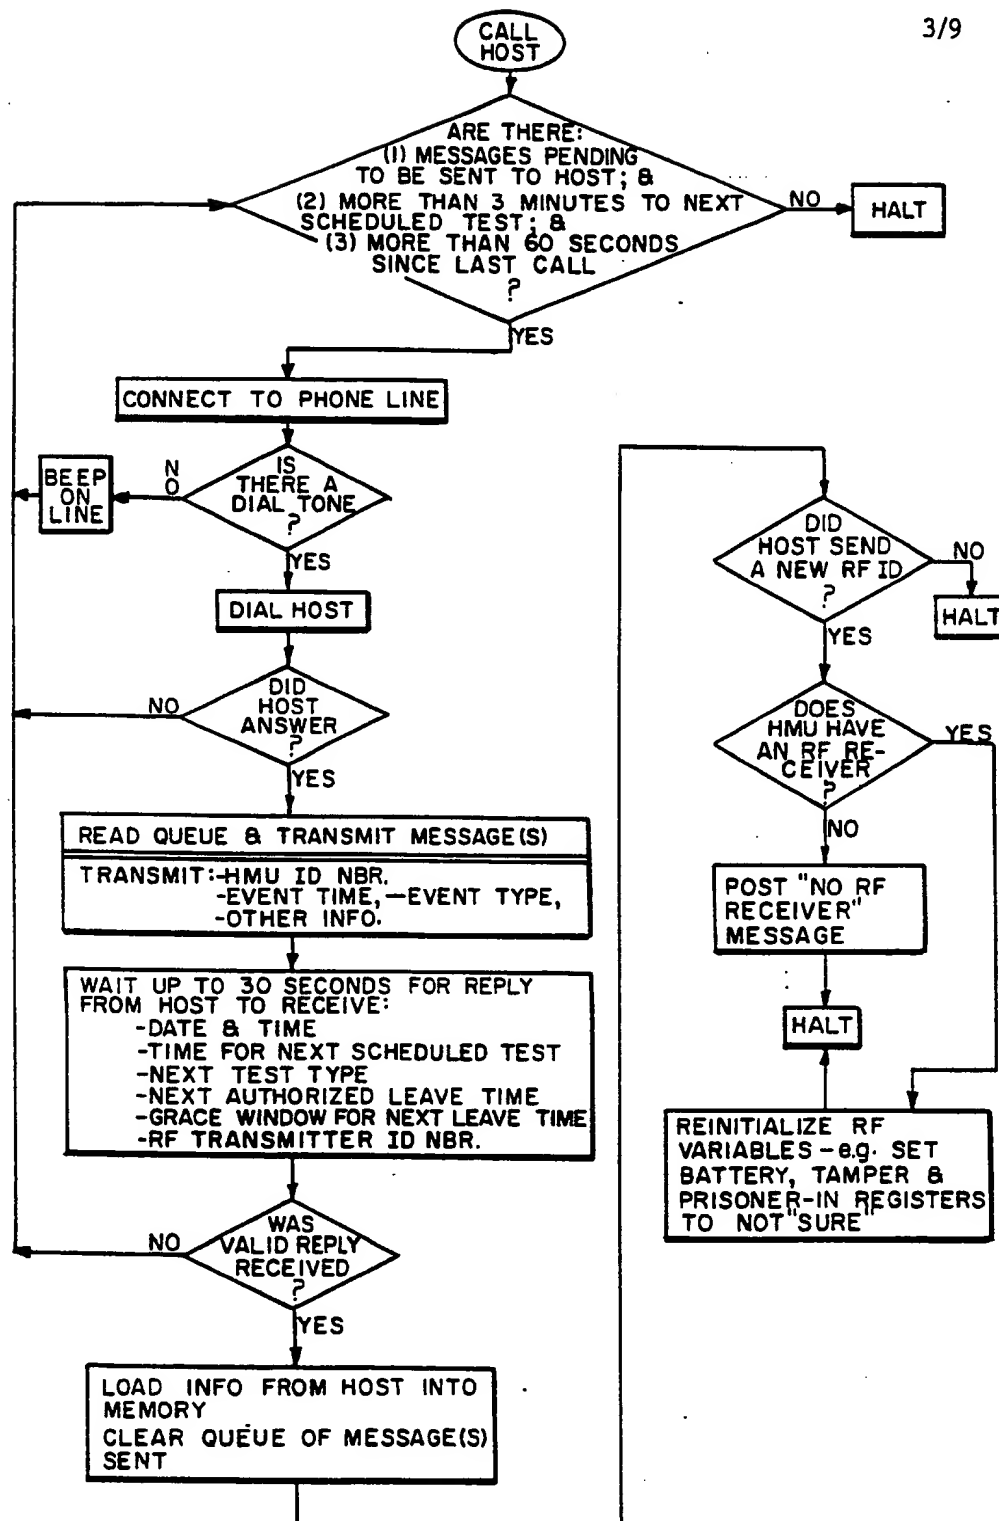 3/9
CALL
HOST
ARE THERE:
(1) MESSAGES PENDING
TO BE SENT TO HOST; &
(2) MORE THAN 3 MINUTES TO NEXT
SCHEDULED TEST; &
(3) MORE THAN 60 SECONDS
SINCE LAST CALL
?
NO
HALT
YES
CONNECT TO PHONE LINE
IS
THERE A
DIAL TONE
?
NO
BEEP
ON
LINE
YES
DIAL HOST
DID
HOST
ANSWER
?
NO
YES
READ QUEUE & TRANSMIT MESSAGE(S)
TRANSMIT:-HMU ID NBR.
-EVENT TIME,-EVENT TYPE,
-OTHER INFO.
WAIT UP TO 30 SECONDS FOR REPLY
FROM HOST TO RECEIVE:
-DATE & TIME
-TIME FOR NEXT SCHEDULED TEST
-NEXT TEST TYPE
-NEXT AUTHORIZED LEAVE TIME
-GRACE WINDOW FOR NEXT LEAVE TIME
-RF TRANSMITTER ID NBR.
WAS
VALID REPLY
RECEIVED
?
NO
YES
LOAD INFO FROM HOST INTO
MEMORY
CLEAR QUEUE OF MESSAGE(S)
SENT
DID
HOST SEND
A NEW RF ID
?
NO
HALT
YES
DOES
HMU HAVE
AN RF RE-
CEIVER
?
YES
NO
POST "NO RF
RECEIVER"
MESSAGE
HALT
REINITIALIZE RF
VARIABLES-e.g. SET
BATTERY, TAMPER &
PRISONER-IN REGISTERS
TO NOT "SURE"